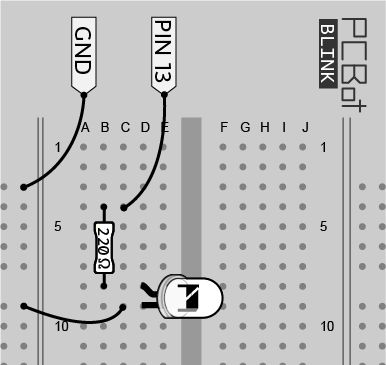 GND
PIN 13
PCBot
BLINK
A B C D E F G H I J
1 1
5 5
220Ω
10 10